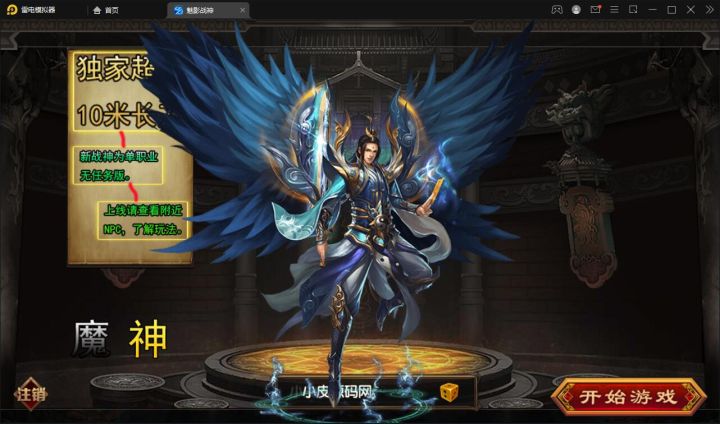 雷电模拟器
首页
魅影战神
独家超
10米长
新战神为单职业
无任务版。
上线请查看附近
NPC，了解玩法。
魔 神
注销
小皮源码网
开始游戏